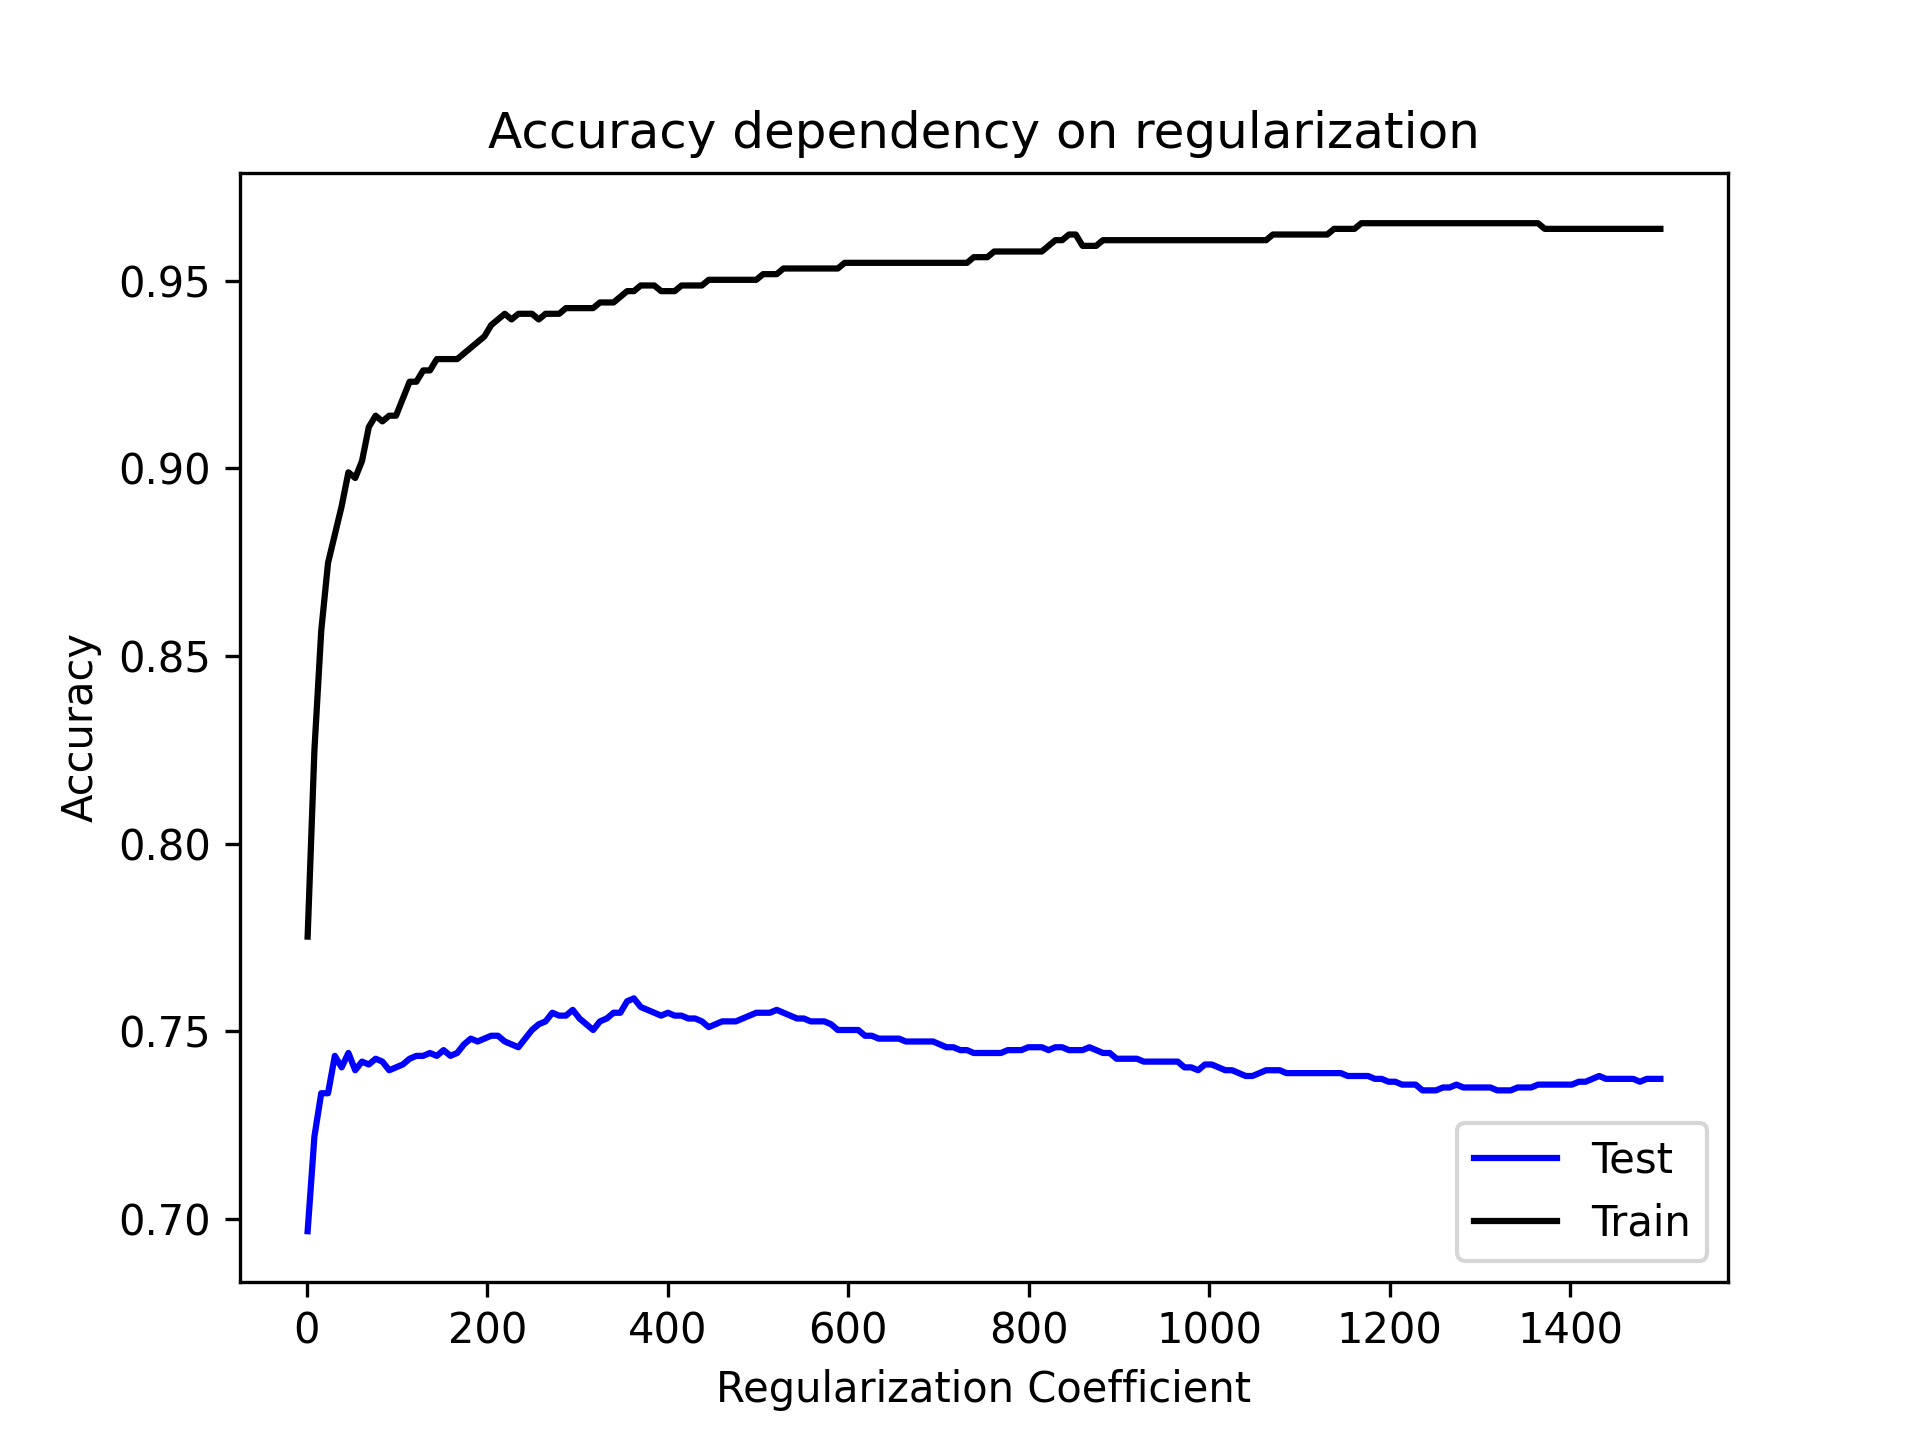 Accuracy dependency on regularization
Accuracy
0.95
0.90
0.85
0.80
0.75
0.70
0 200 400 600 800 1000 1200 1400
Regularization Coefficient
Test
Train